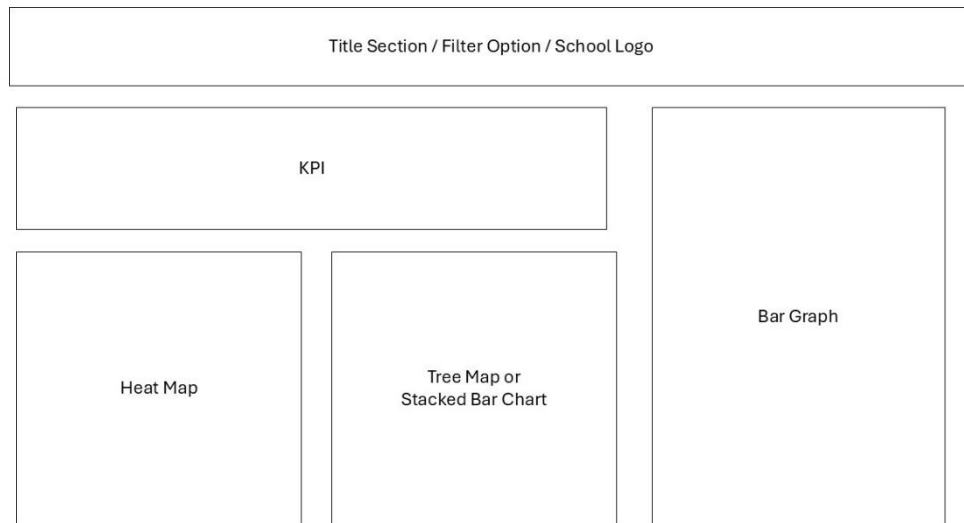 Title Section / Filter Option / School Logo
KPI
Heat Map
Tree Map or
Stacked Bar Chart
Bar Graph